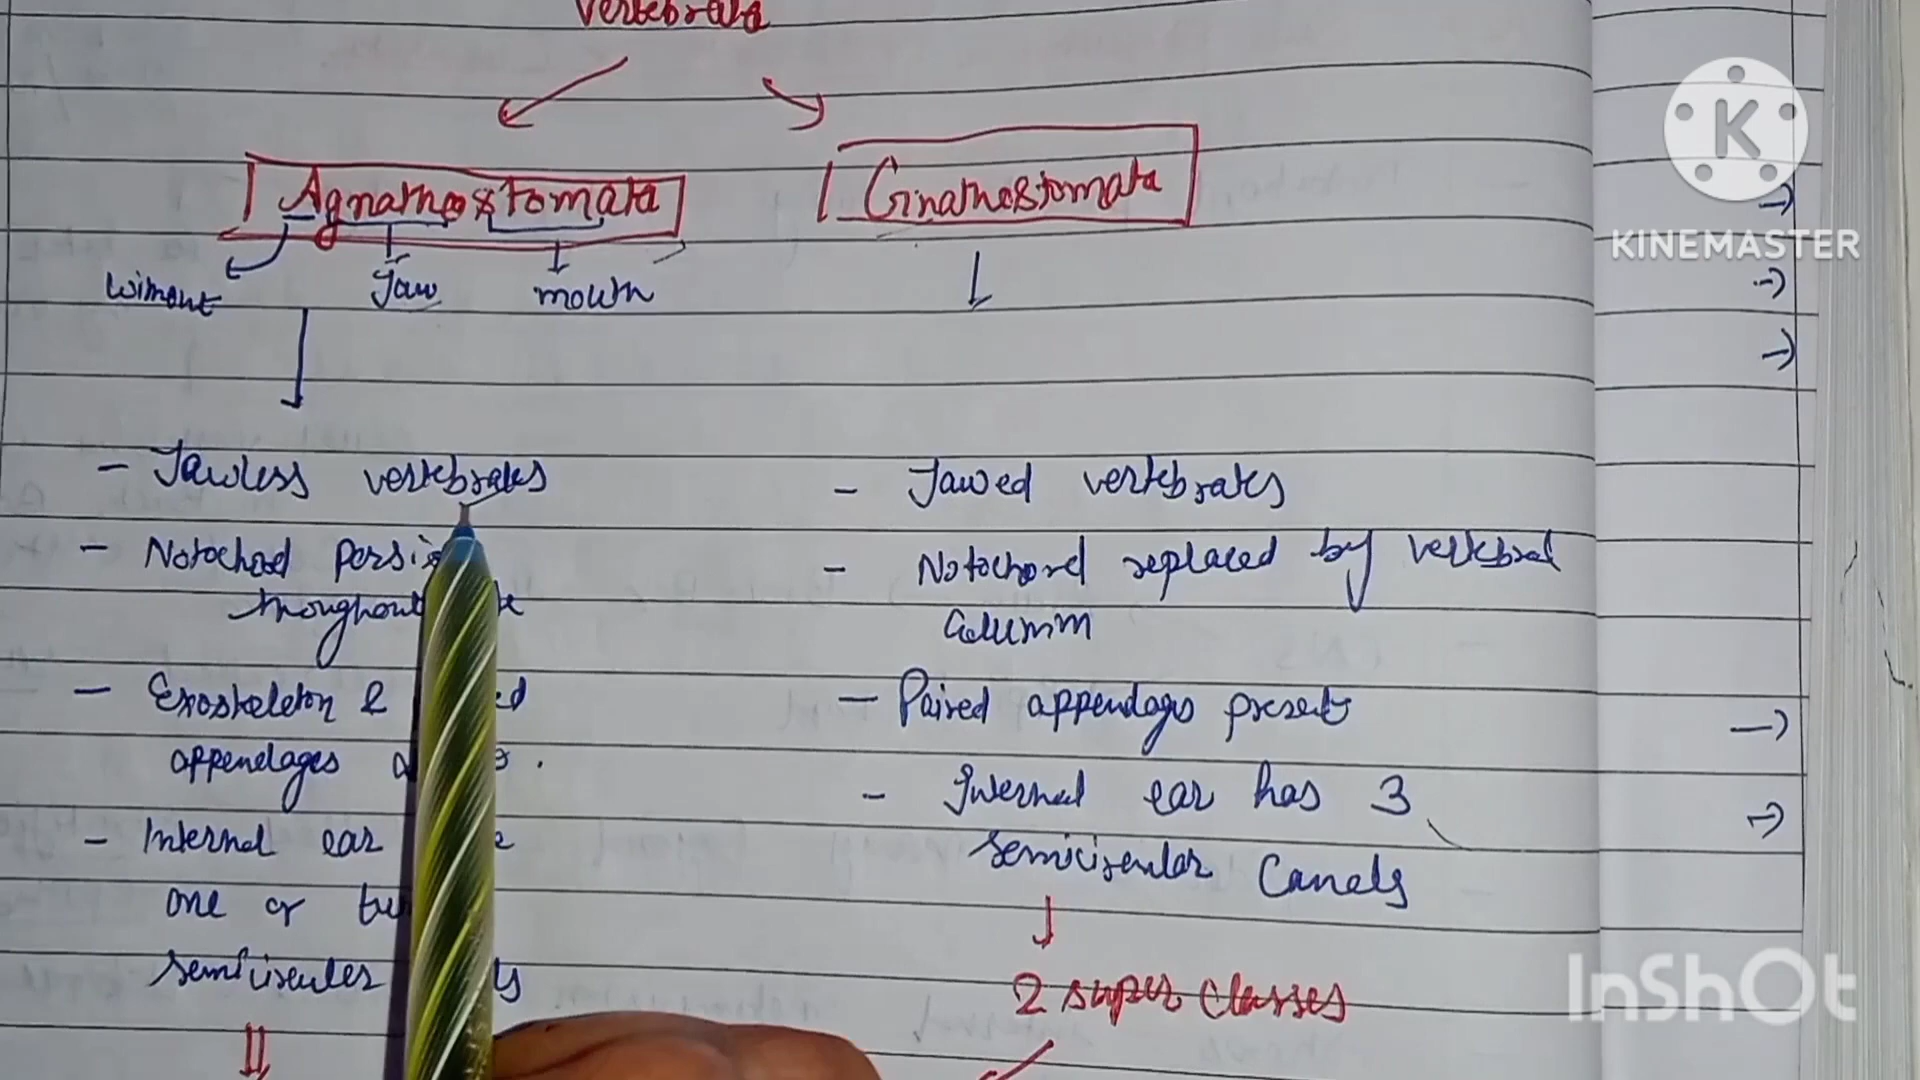 Vertebrata
Agnathostomata
Gnathostomata
KINEMASTER
without
Jaw
mouth
- Jawless vertebrates
- Jawed vertebrates
- Notochord persi
throughout
- Notochord replaced by vertebral
Column
- Exoskeleton &
appendages
- Paired appendages present
- Internal ear
one or
semicircular
- Internal ear has 3
semicircular Canals
2 super classes
InShOt